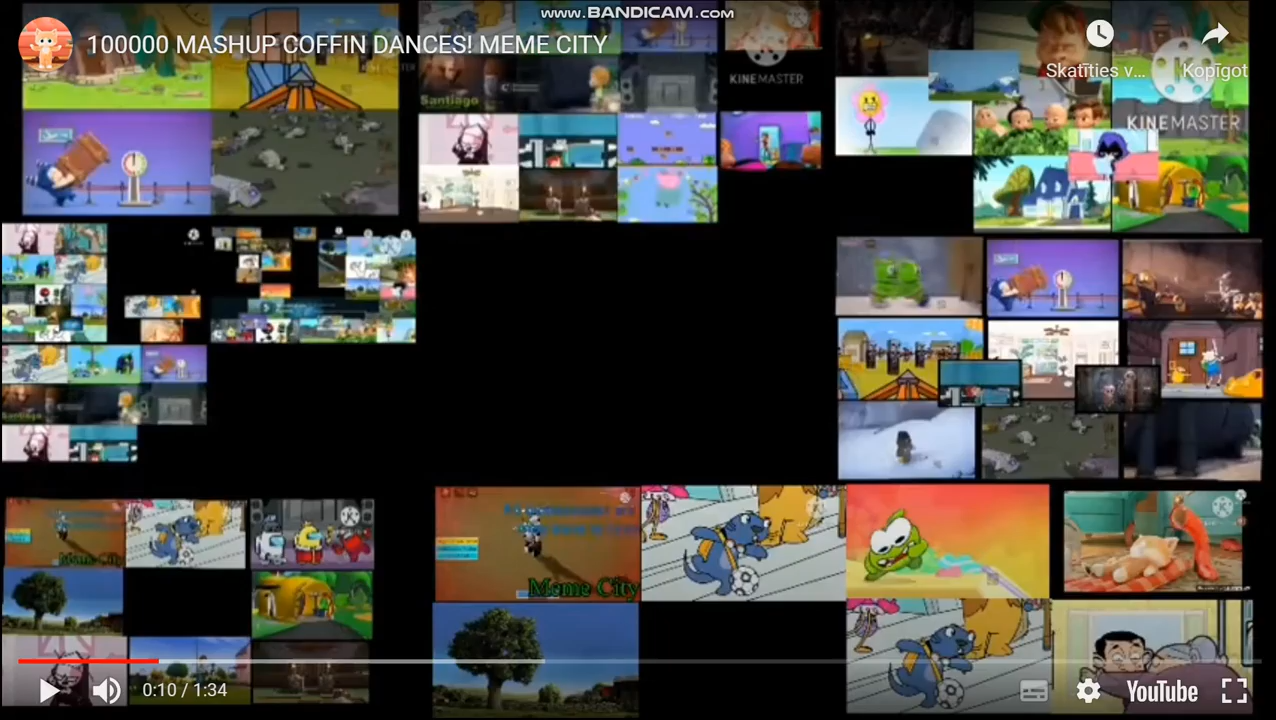 www.BANDICAM.com
100000 MASHUP COFFIN DANCES! MEME CITY
Skatīties v...
Kopīgot
KINEMASTER
Santiago
KINEMASTER
Santiago
Meme City
Meme City
0:10 / 1:34
YouTube